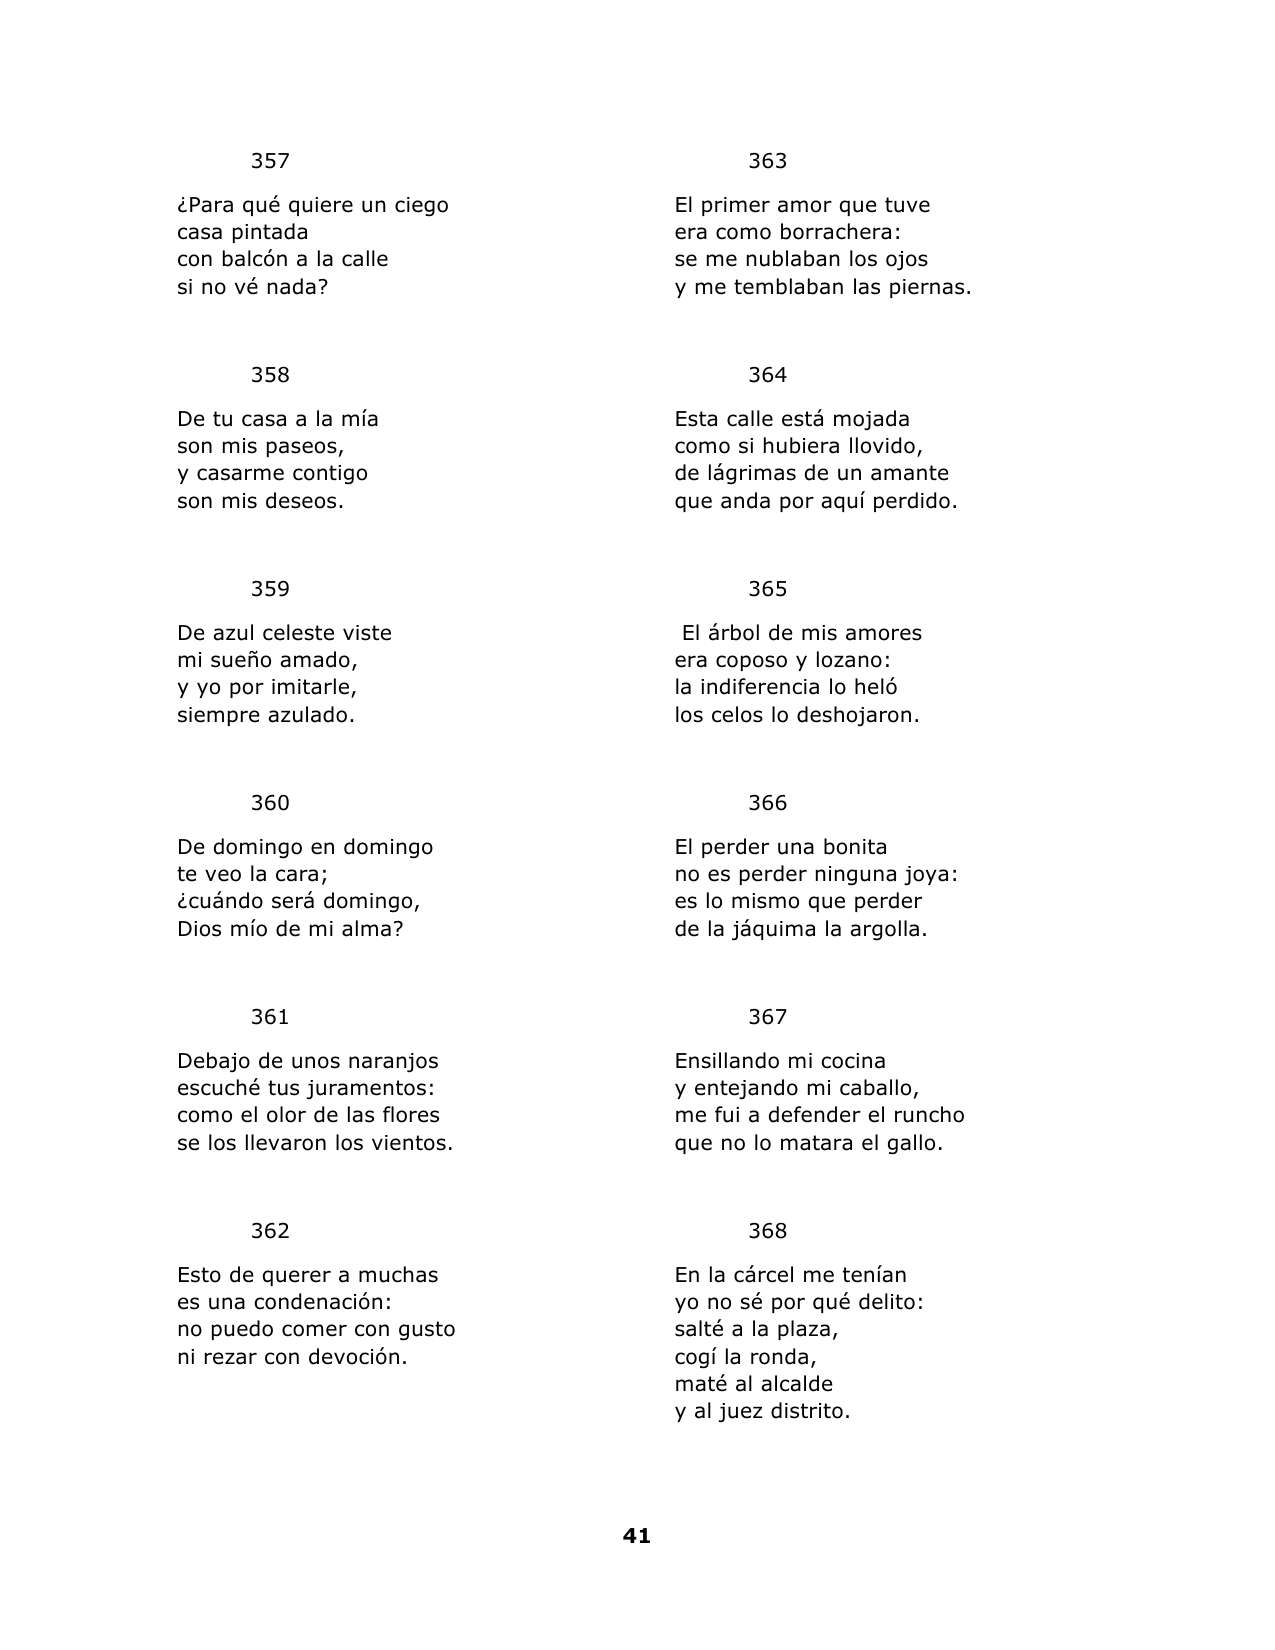 357
¿Para qué quiere un ciego
casa pintada
con balcón a la calle
si no vé nada?
358
De tu casa a la mía
son mis paseos,
y casarme contigo
son mis deseos.
359
De azul celeste viste
mi sueño amado,
y yo por imitarle,
siempre azulado.
360
De domingo en domingo
te veo la cara;
¿cuándo será domingo,
Dios mío de mi alma?
361
Debajo de unos naranjos
escuché tus juramentos:
como el olor de las flores
se los llevaron los vientos.
362
Esto de querer a muchas
es una condenación:
no puedo comer con gusto
ni rezar con devoción.
363
El primer amor que tuve
era como borrachera:
se me nublaban los ojos
y me temblaban las piernas.
364
Esta calle está mojada
como si hubiera llovido,
de lágrimas de un amante
que anda por aquí perdido.
365
El árbol de mis amores
era coposo y lozano:
la indiferencia lo heló
los celos lo deshojaron.
366
El perder una bonita
no es perder ninguna joya:
es lo mismo que perder
de la jáquima la argolla.
367
Ensillando mi cocina
y entejando mi caballo,
me fui a defender el runcho
que no lo matara el gallo.
368
En la cárcel me tenían
yo no sé por qué delito:
salté a la plaza,
cogí la ronda,
maté al alcalde
y al juez distrito.
41